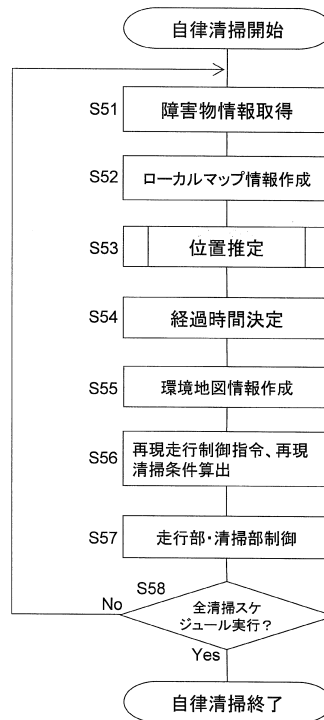 自律清掃開始
S51
障害物情報取得
S52
ローカルマップ情報作成
S53
位置推定
S54
経過時間決定
S55
環境地図情報作成
S56
再現走行制御指令、再現
清掃条件算出
S57
走行部・清掃部制御
S58
No
全清掃スケ
ジュール実行？
Yes
自律清掃終了